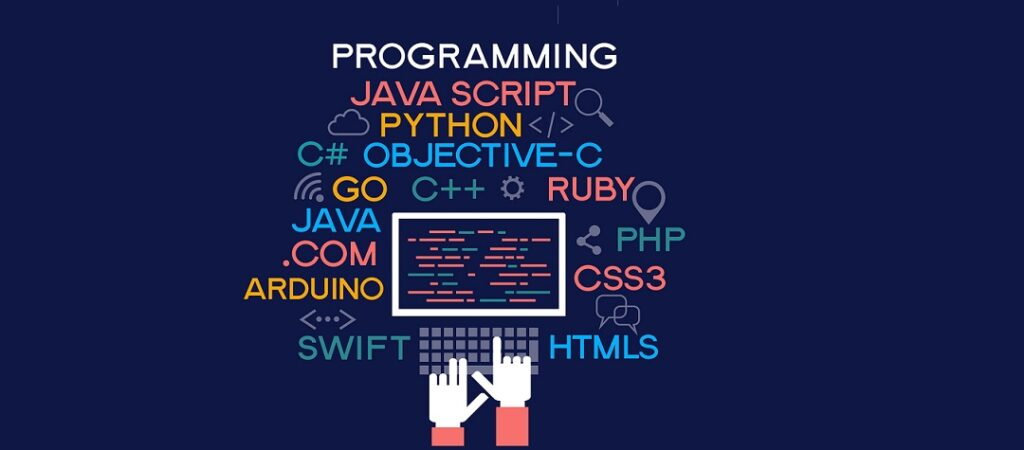 PROGRAMMING
JAVA SCRIPT
PYTHON </>
C# OBJECTIVE-C
GO C++ RUBY
JAVA
PHP
.COM
CSS3
ARDUINO
SWIFT HTMLS